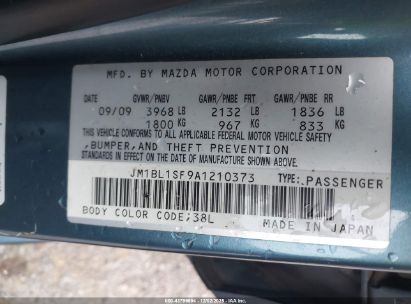 MFD. BY MAZDA MOTOR CORPORATION
GVWR/PNBV GAWR/PNBE FRT GAWR/PNBE RR
09/09 3968 LB 2132 LB 1836 LB
1800 KG 967 KG 833 KG
THIS VEHICLE CONFORMS TO ALL APPLICABLE FEDERAL MOTOR VEHICLE SAFETY
,BUMPER,AND THEFT PREVENTION
STANDARDS IN EFFECT ON THE DATE OF MANUFACTURE SHOWN ABOVE.
JM1BL1SF9A1210373 TYPE: PASSENGER
BODY COLOR CODE;38L
MADE IN JAPAN